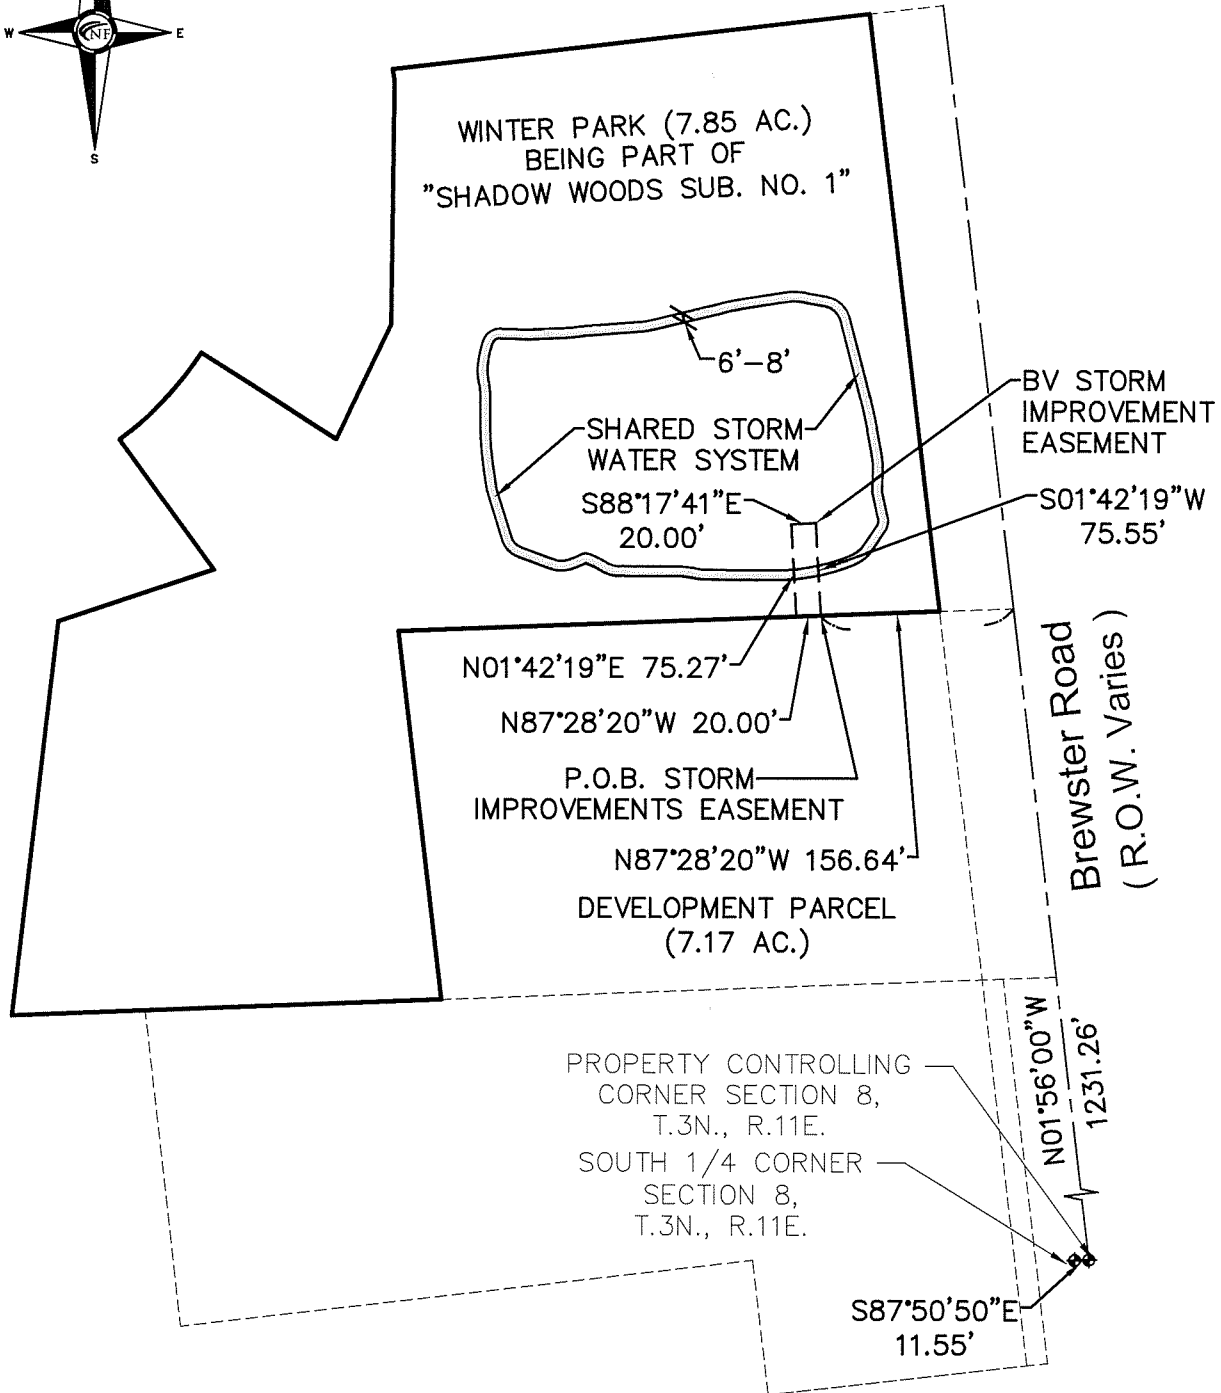 W
NF
E
S
WINTER PARK (7.85 AC.)
BEING PART OF
"SHADOW WOODS SUB. NO. 1"
6'-8'
BV STORM
IMPROVEMENT
EASEMENT
SHARED STORM
WATER SYSTEM
S88°17'41"E
20.00'
S01°42'19"W
75.55'
N01°42'19"E 75.27'
N87°28'20"W 20.00'
P.O.B. STORM
IMPROVEMENTS EASEMENT
N87°28'20"W 156.64'
DEVELOPMENT PARCEL
(7.17 AC.)
Brewster Road
( R.O.W. Varies )
N01°56'00"W
1231.26'
PROPERTY CONTROLLING
CORNER SECTION 8,
T.3N., R.11E.
SOUTH 1/4 CORNER
SECTION 8,
T.3N., R.11E.
S87°50'50"E
11.55'